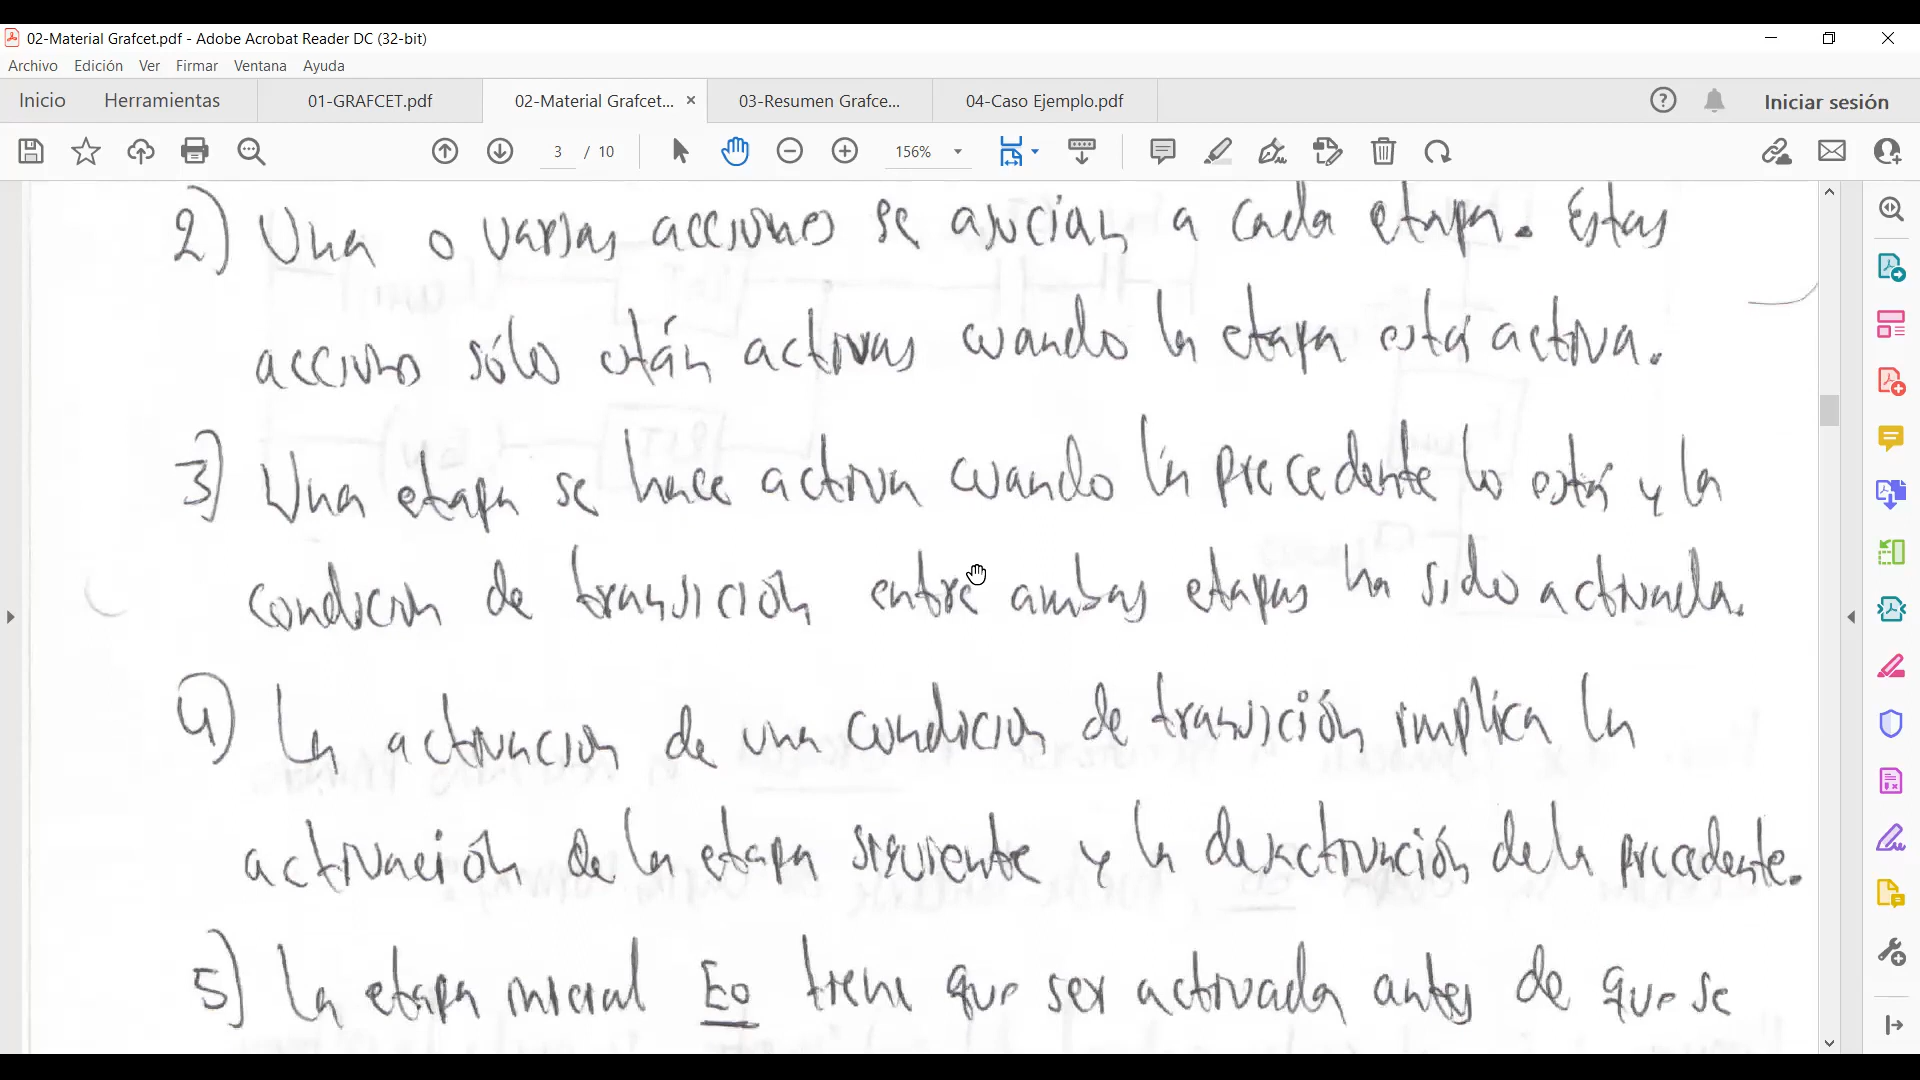 02-Material Grafcet.pdf - Adobe Acrobat Reader DC (32-bit)
Archivo Edición Ver Firmar Ventana Ayuda
Inicio Herramientas 01-GRAFCET.pdf 02-Material Grafcet... × 03-Resumen Grafce... 04-Caso Ejemplo.pdf Iniciar sesión
3 / 10 156%
2) Una o varias acciones se asocian a cada etapa. Estas
acciones sólo están activas cuando la etapa está activa.
3) Una etapa se hace activa cuando la precedente lo está y la
condición de transición entre ambas etapas ha sido activada.
4) La activación de una condición de transición implica la
activación de la etapa siguiente y la desactivación de la precedente.
5) La etapa inicial E0 tiene que ser activada antes de que se